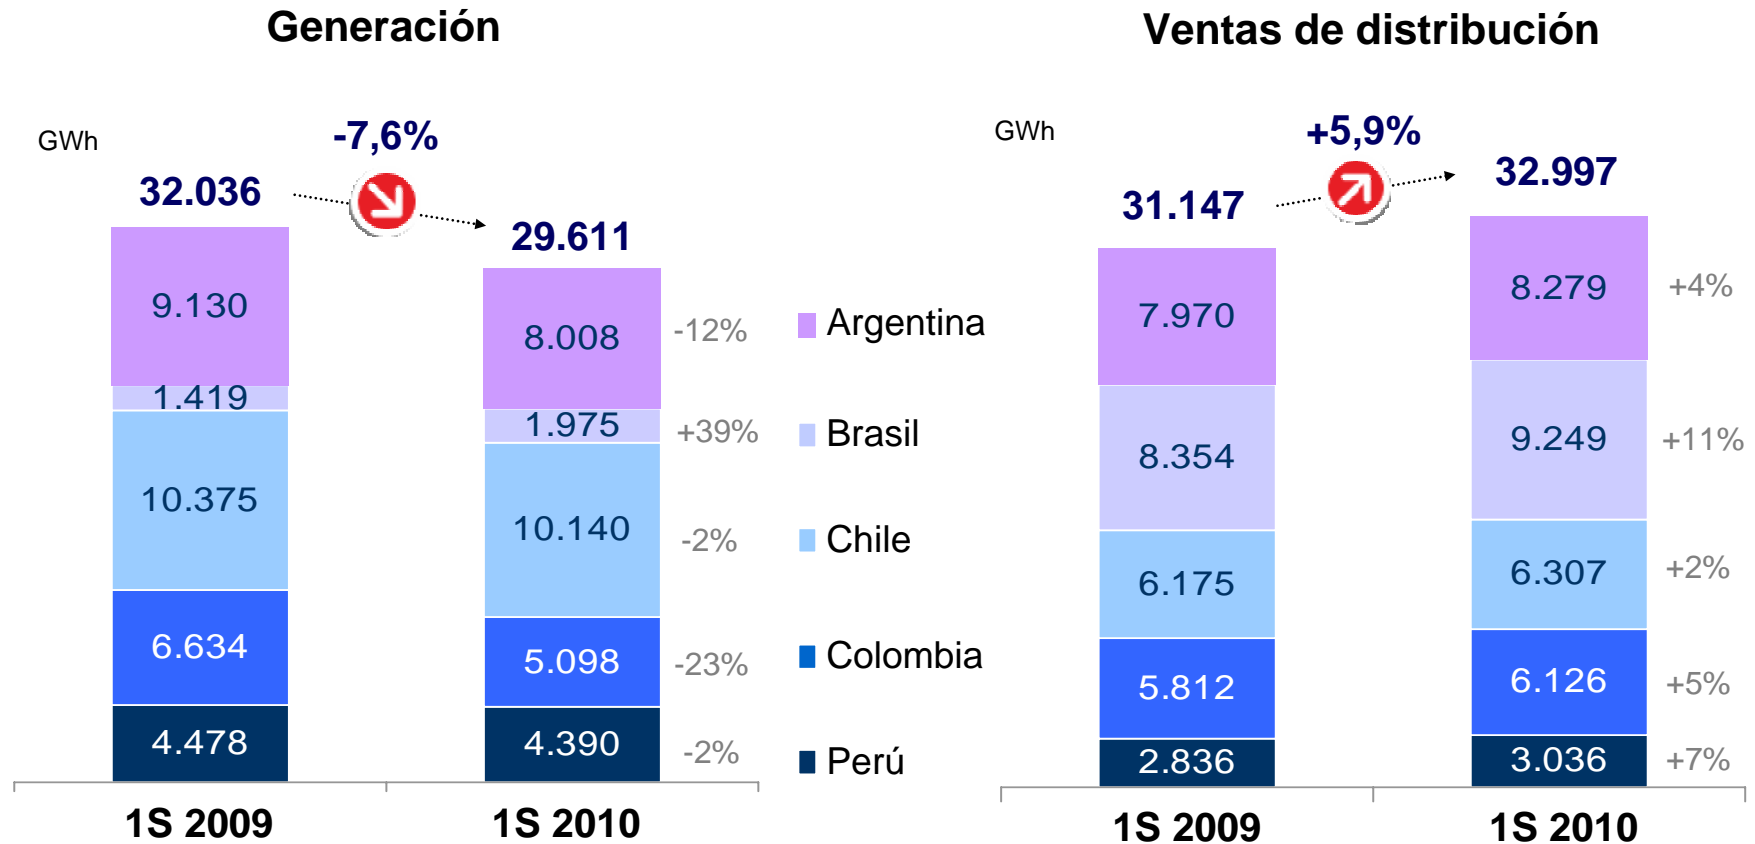 Generación
GWh
-7,6%
32.036
29.611
9.130
1.419
10.375
6.634
4.478
8.008
1.975
10.140
5.098
4.390
-12%
+39%
-2%
-23%
-2%
1S 2009
1S 2010
Argentina
Brasil
Chile
Colombia
Perú
Ventas de distribución
GWh
+5,9%
31.147
32.997
7.970
8.354
6.175
5.812
2.836
8.279
9.249
6.307
6.126
3.036
+4%
+11%
+2%
+5%
+7%
1S 2009
1S 2010